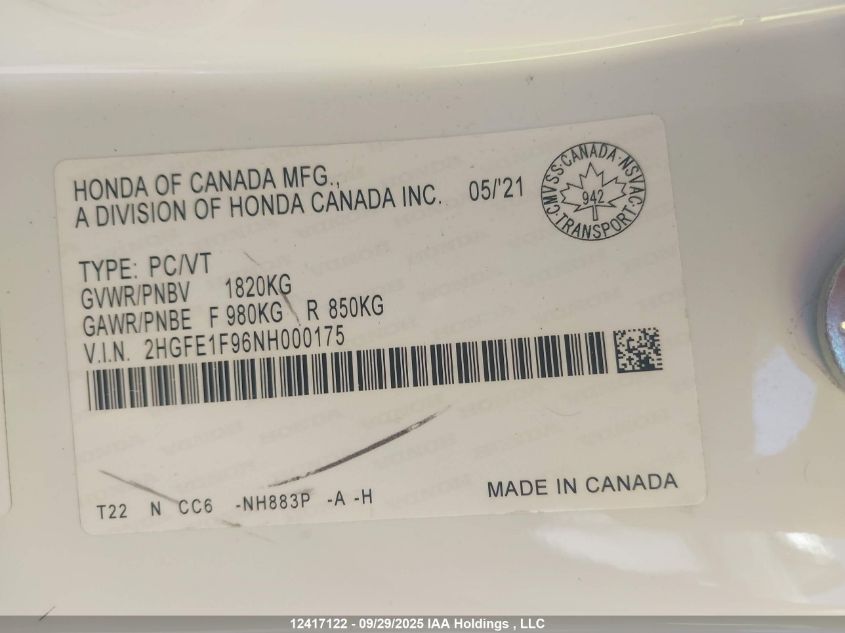 HONDA OF CANADA MFG.,
A DIVISION OF HONDA CANADA INC. 05/'21
CMVSS·CANADA·NSVAC·TRANSPORT·
942
TYPE: PC/VT
GVWR/PNBV 1820KG
GAWR/PNBE F 980KG R 850KG
V.I.N. 2HGFE1F96NH000175
T22 N CC6 -NH883P -A -H
MADE IN CANADA
12417122 - 09/29/2025 IAA Holdings , LLC